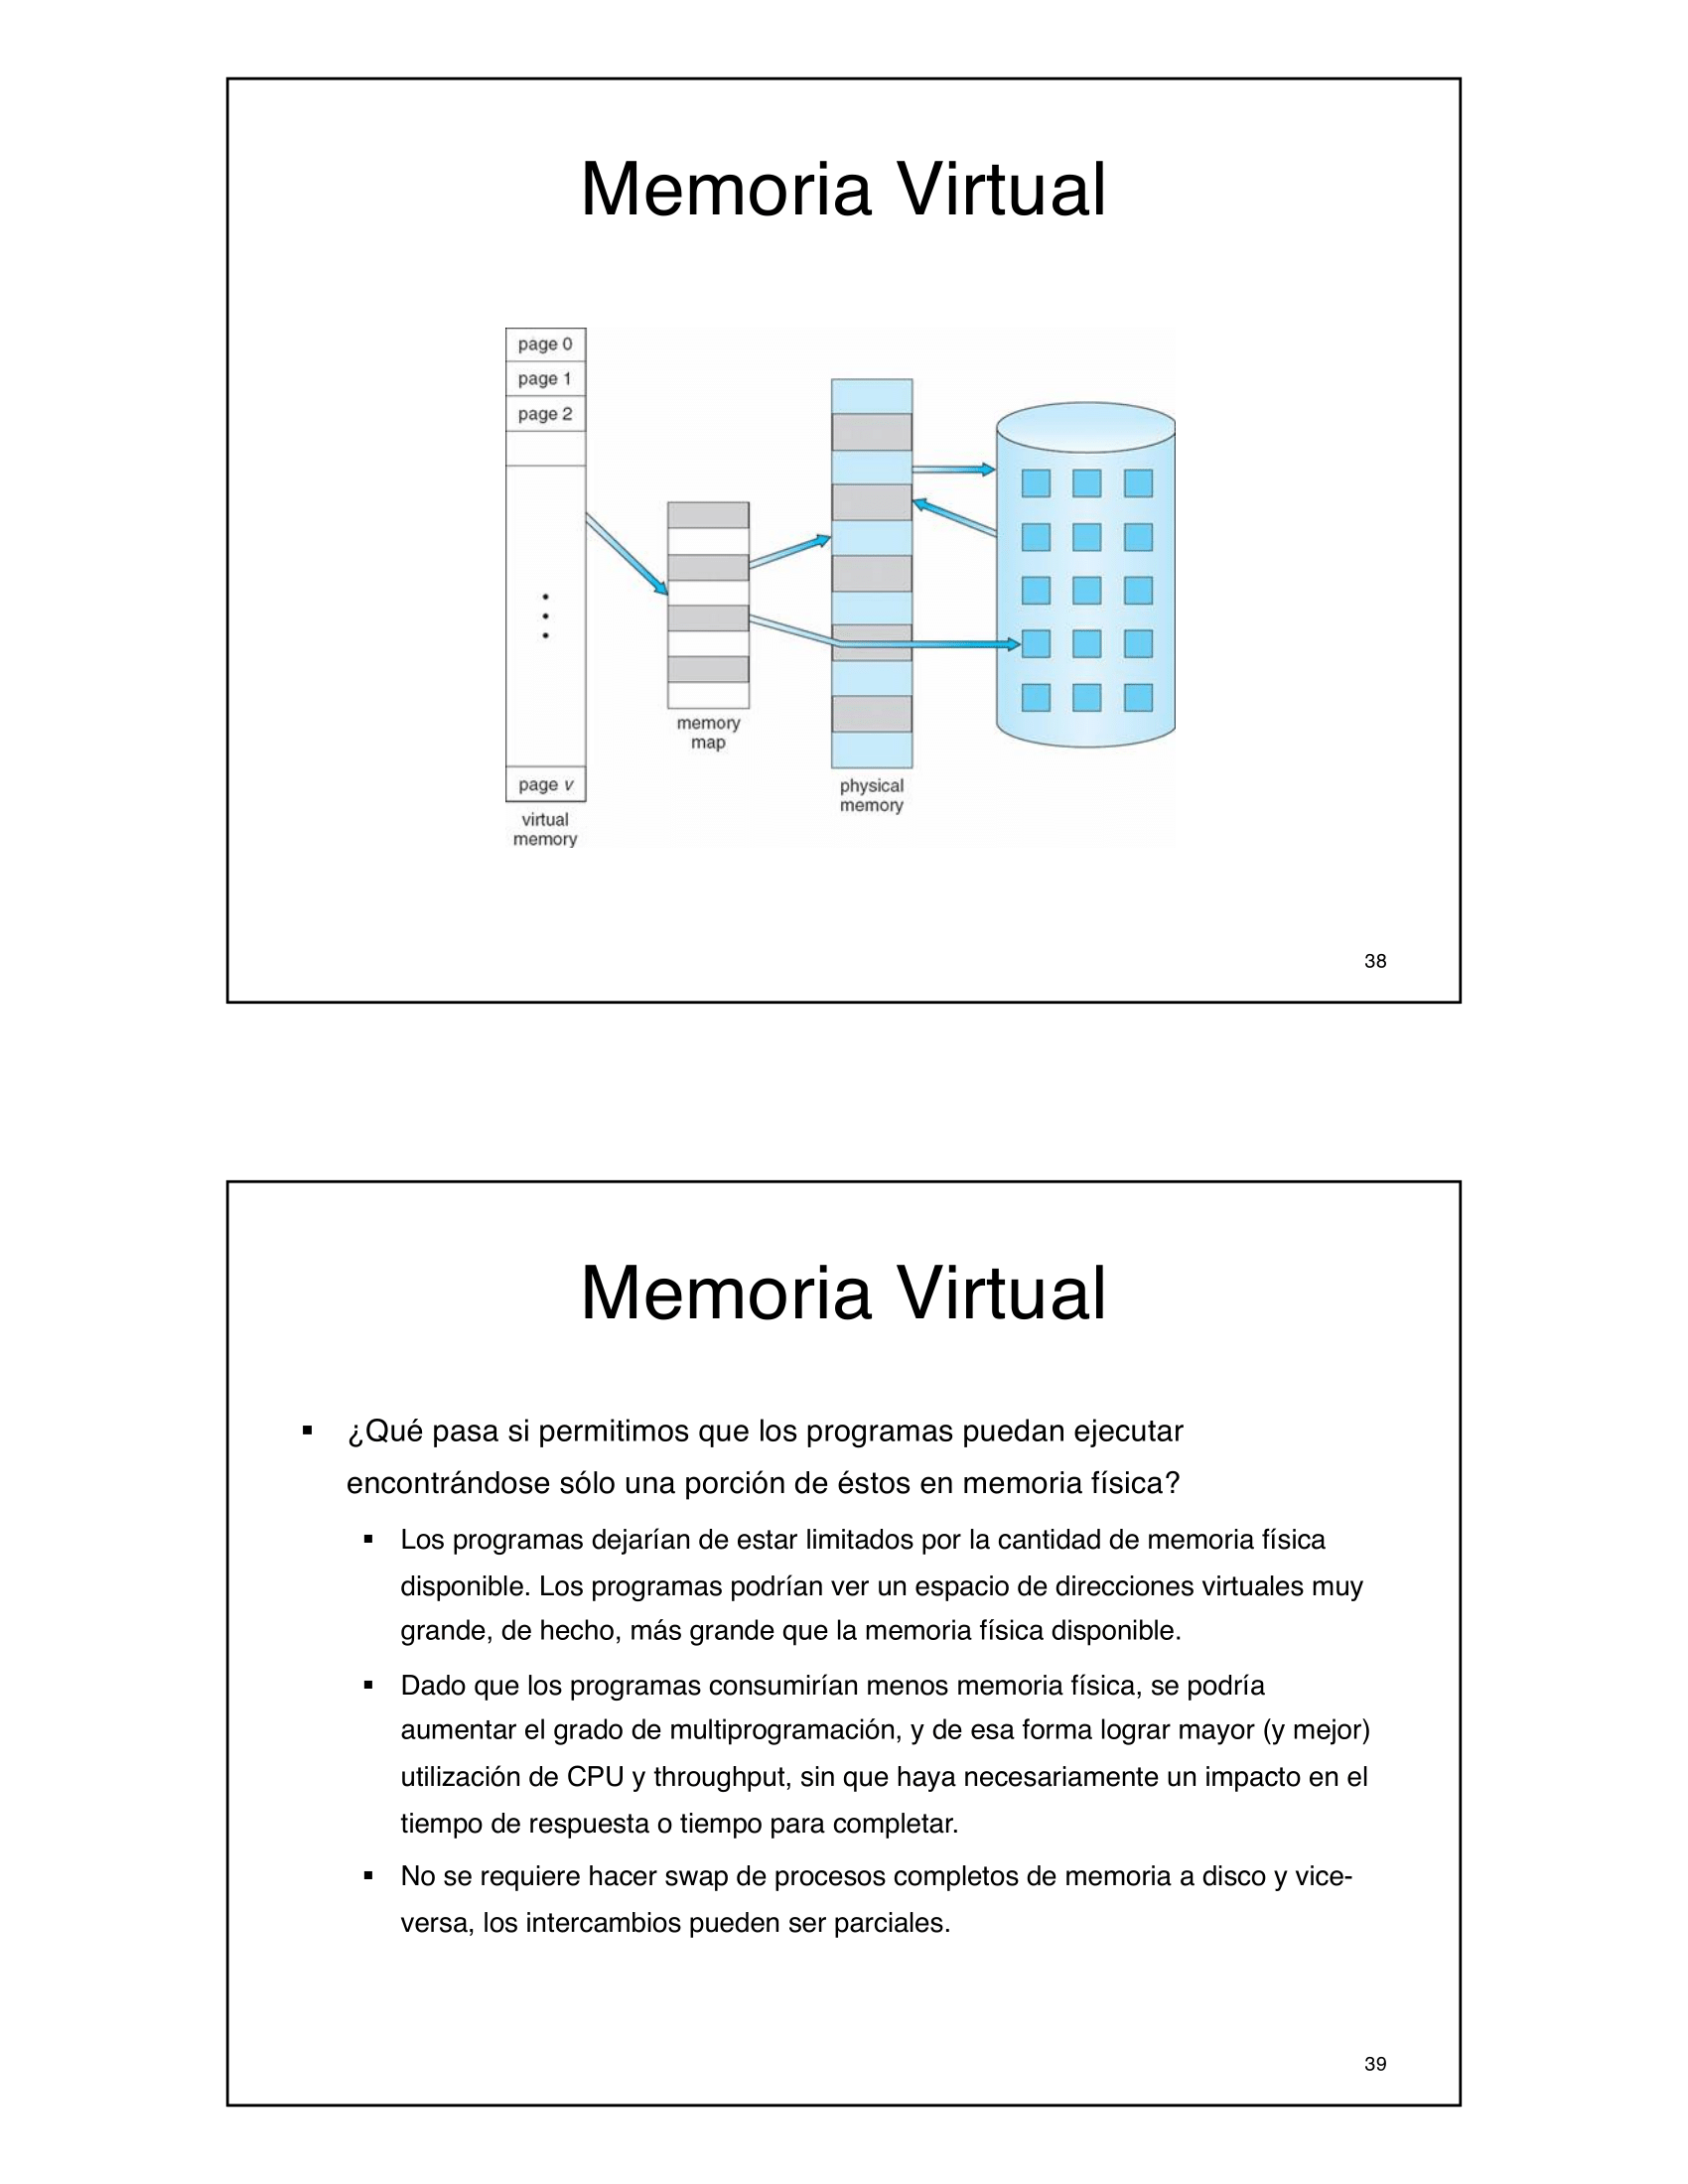 Memoria Virtual
page 0
page 1
page 2
page v
virtual
memory
memory
map
physical
memory
38
Memoria Virtual
▪ ¿Qué pasa si permitimos que los programas puedan ejecutar
encontrándose sólo una porción de éstos en memoria física?
▪ Los programas dejarían de estar limitados por la cantidad de memoria física
disponible. Los programas podrían ver un espacio de direcciones virtuales muy
grande, de hecho, más grande que la memoria física disponible.
▪ Dado que los programas consumirían menos memoria física, se podría
aumentar el grado de multiprogramación, y de esa forma lograr mayor (y mejor)
utilización de CPU y throughput, sin que haya necesariamente un impacto en el
tiempo de respuesta o tiempo para completar.
▪ No se requiere hacer swap de procesos completos de memoria a disco y vice-
versa, los intercambios pueden ser parciales.
39